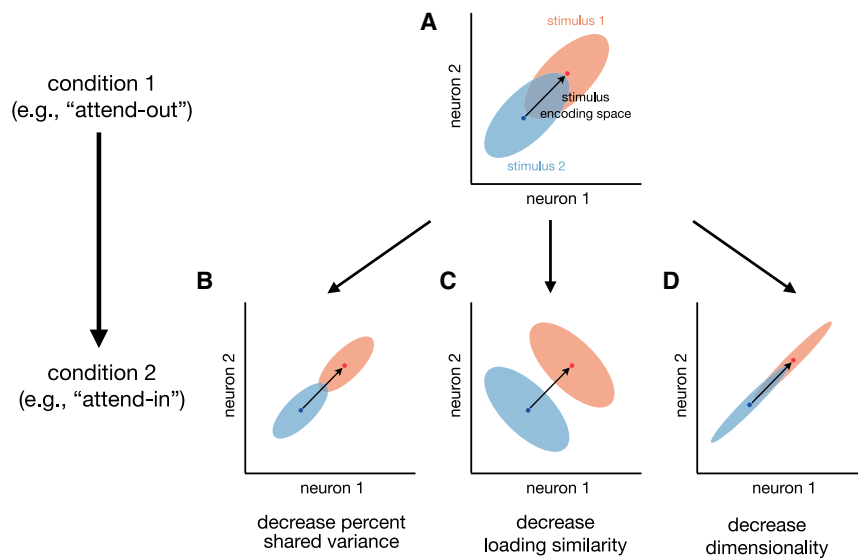 A
stimulus 1
neuron 2
stimulus
encoding space
stimulus 2
neuron 1
condition 1
(e.g., “attend-out”)
condition 2
(e.g., “attend-in”)
B
neuron 2
neuron 1
decrease percent
shared variance
C
neuron 2
neuron 1
decrease
loading similarity
D
neuron 2
neuron 1
decrease
dimensionality